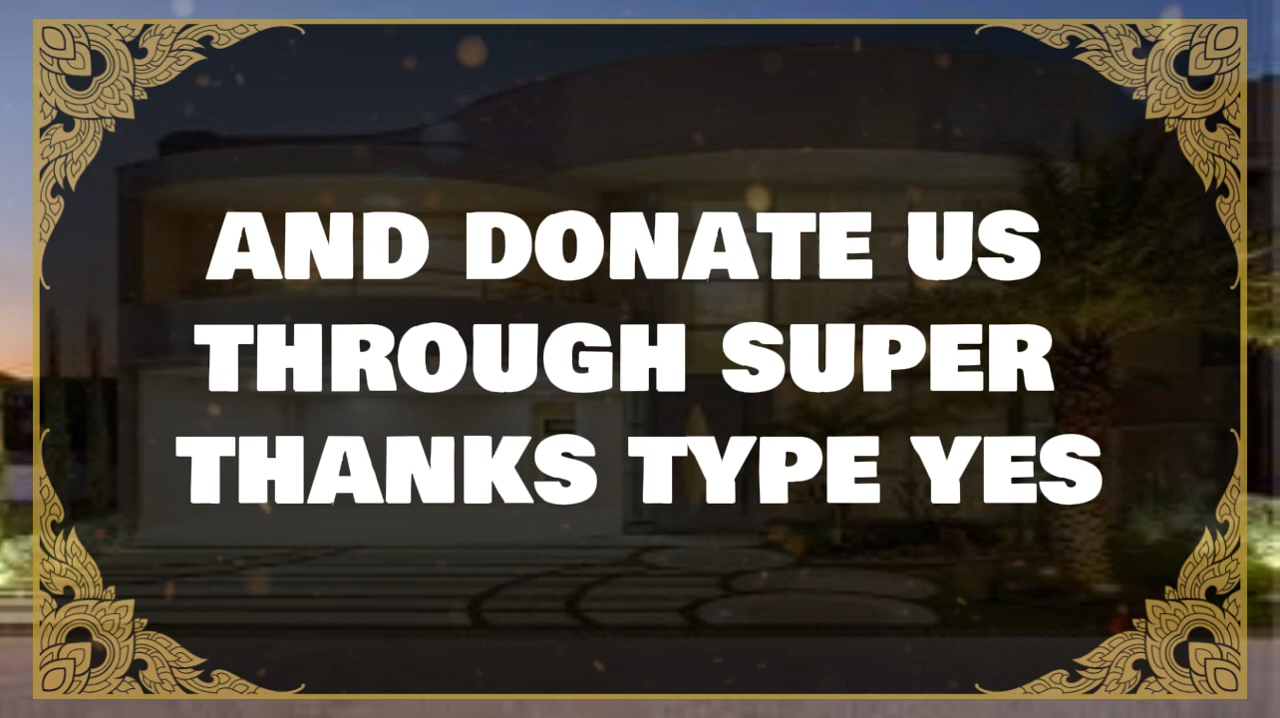 AND DONATE US
THROUGH SUPER
THANKS TYPE YES